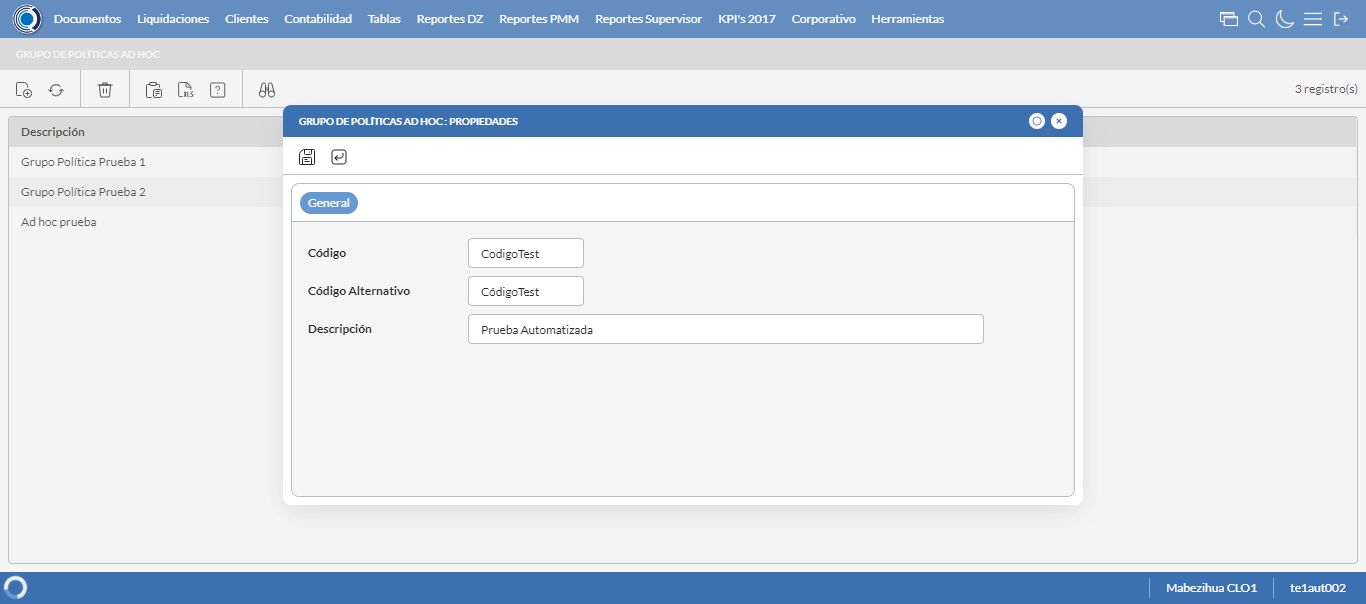 Documentos Liquidaciones Clientes Contabilidad Tablas Reportes DZ Reportes PMM Reportes Supervisor KPI's 2017 Corporativo Herramientas
GRUPO DE POLÍTICAS AD HOC
XLS ? 3 registro(s)
Descripción
Grupo Política Prueba 1
Grupo Política Prueba 2
Ad hoc prueba
GRUPO DE POLÍTICAS AD HOC : PROPIEDADES
General
Código CodigoTest
Código Alternativo CódigoTest
Descripción Prueba Automatizada
Mabezihua CLO1 te1aut002